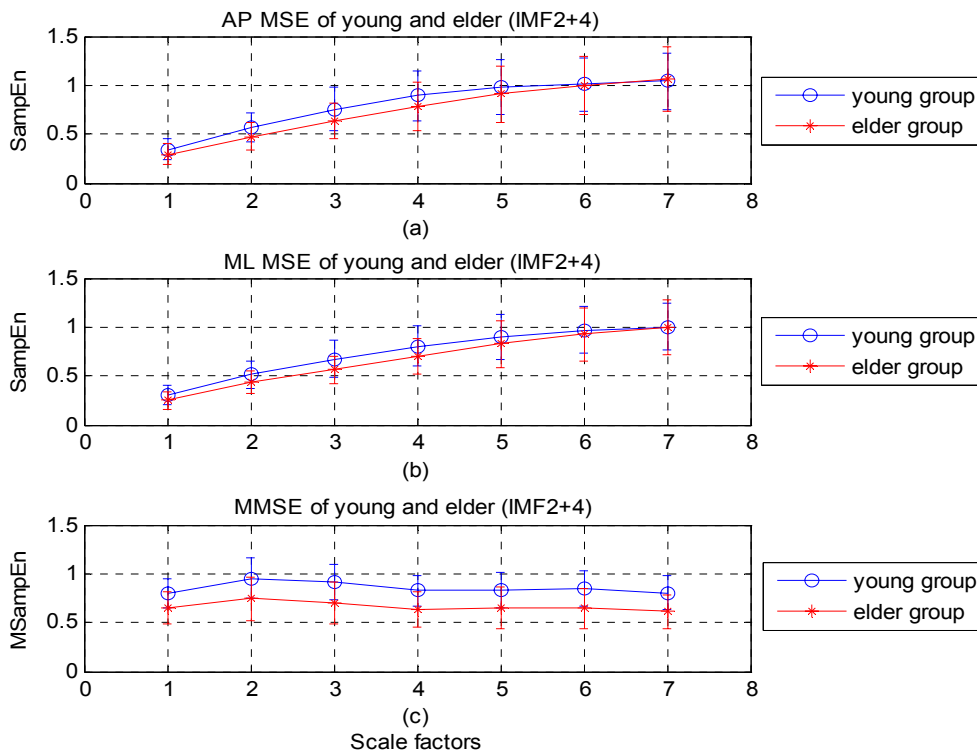 AP MSE of young and elder (IMF2+4)
1.5
1
0.5
0
SampEn
0 1 2 3 4 5 6 7 8
(a)
young group
elder group
ML MSE of young and elder (IMF2+4)
1.5
1
0.5
0
SampEn
0 1 2 3 4 5 6 7 8
(b)
young group
elder group
MMSE of young and elder (IMF2+4)
1.5
1
0.5
0
MSampEn
0 1 2 3 4 5 6 7 8
(c)
Scale factors
young group
elder group